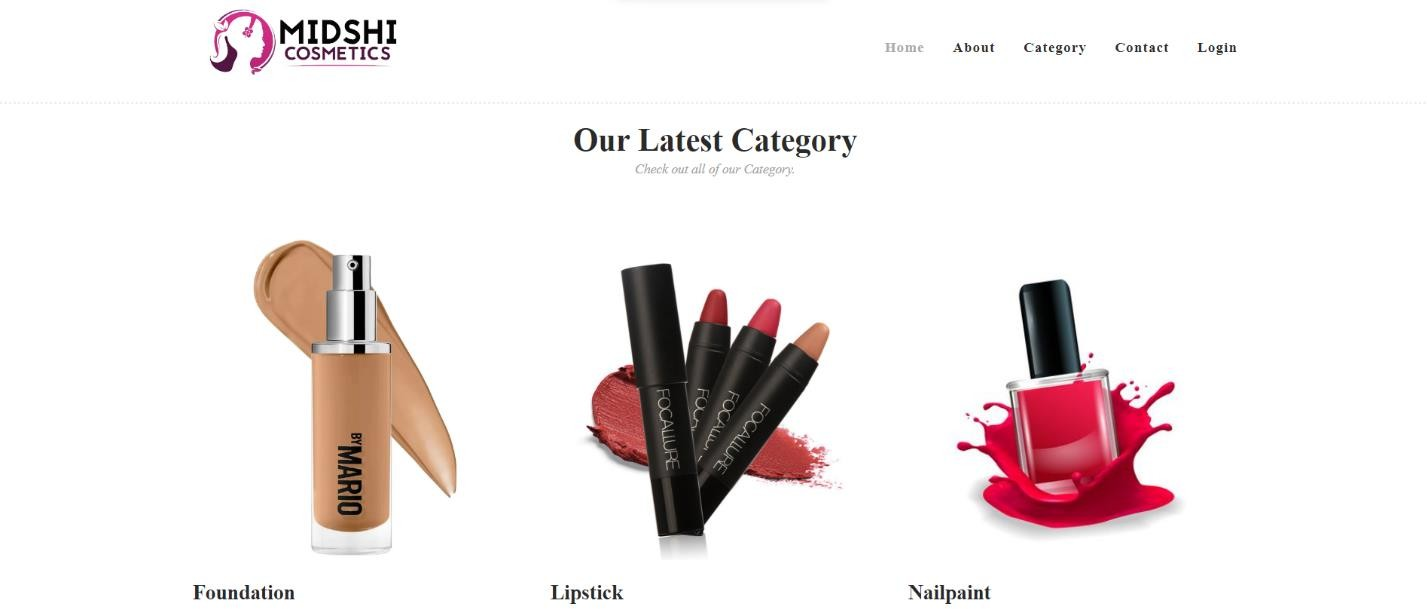 MIDSHI
COSMETICS
Home About Category Contact Login
Our Latest Category
Check out all of our Category.
BY MARIO
FOCALLURE
FOCALLURE
FOCALLURE
Foundation
Lipstick
Nailpaint